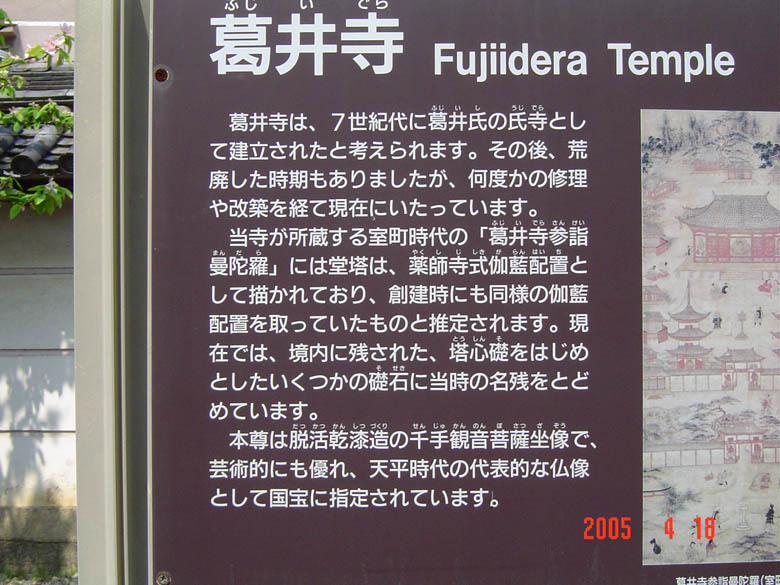 ふじいでら
葛井寺 Fujiidera Temple
葛井寺は、7世紀代に葛井氏の氏寺とし
て建立されたと考えられます。その後、荒
廃した時期もありましたが、何度かの修理
や改築を経て現在にいたっています。
当寺が所蔵する室町時代の「葛井寺参詣
曼陀羅」には堂塔は、薬師寺式伽藍配置と
して描かれており、創建時にも同様の伽藍
配置を取っていたものと推定されます。現
在では、境内に残された、塔心礎をはじめ
としたいくつかの礎石に当時の名残をとど
めています。
本尊は脱活乾漆造の千手観音菩薩坐像で、
芸術的にも優れ、天平時代の代表的な仏像
として国宝に指定されています。
葛井寺参詣曼陀羅(室町
2005 4 18